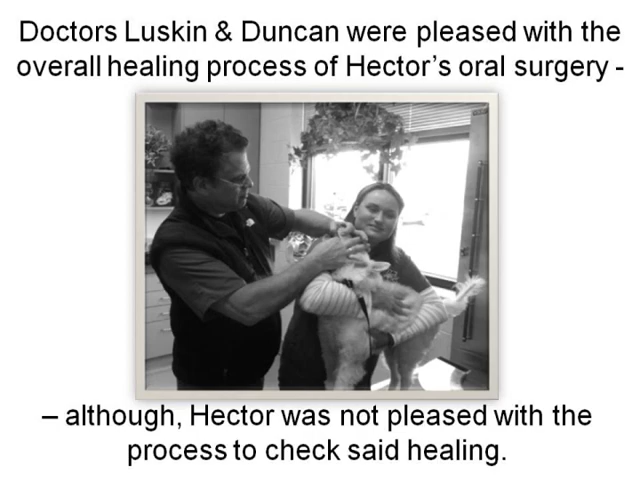 Doctors Luskin & Duncan were pleased with the
overall healing process of Hector's oral surgery -
– although, Hector was not pleased with the
process to check said healing.